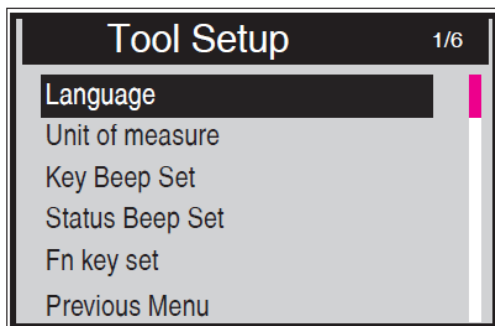 Tool Setup 1/6
Language
Unit of measure
Key Beep Set
Status Beep Set
Fn key set
Previous Menu